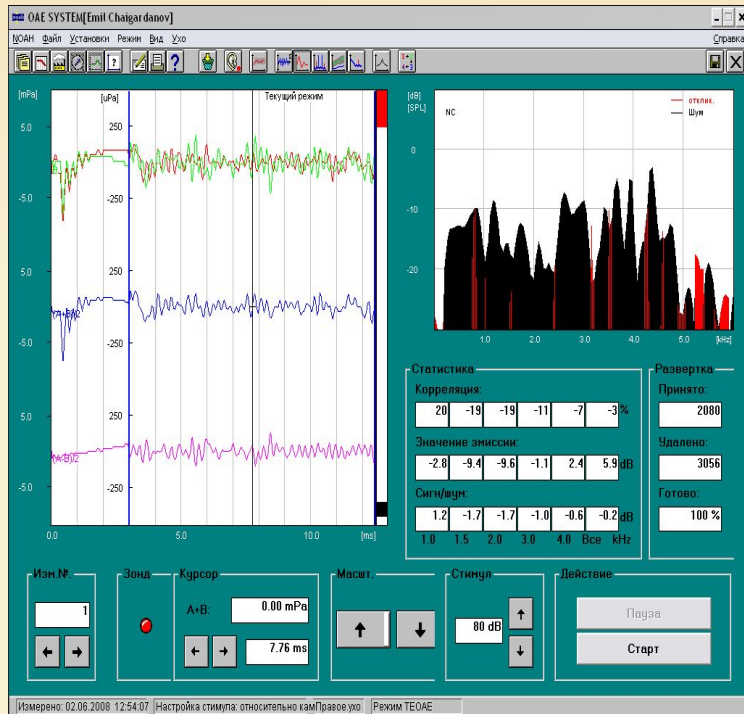 OAE SYSTEM[Emil Chaigardanov]
NOAH Файл Установки Режим Вид Ухо Справка
[mPa] [uPa] Текущий режим
5.0 250
-5.0 -250
5.0 250
(A+B)/2
-5.0 -250
5.0 250
(A-B)/2
-5.0 -250
0.0 5.0 10.0 [ms]
[dB]
[SPL] NC
отклик.
Шум
0
-10
-20
1.0 2.0 3.0 4.0 5.0 [kHz]
Статистика
Корреляция:
20 -19 -19 -11 -7 -3 %
Значение эмиссии:
-2.8 -9.4 -9.6 -1.1 2.4 5.9 dB
Сигн/шум:
1.2 -1.7 -1.7 -1.0 -0.6 -0.2 dB
1.0 1.5 2.0 3.0 4.0 Все kHz
Развертка
Принято:
2080
Удалено:
3056
Готово:
100 %
Изм.№.
1
Зонд
Курсор
A+B: 0.00 mPa
7.76 ms
Масшт.
Стимул
80 dB
Действие
Пауза
Старт
Измерено: 02.06.2008 12:54:07 Настройка стимула: относительно кам Правое.ухо Режим TEOAE